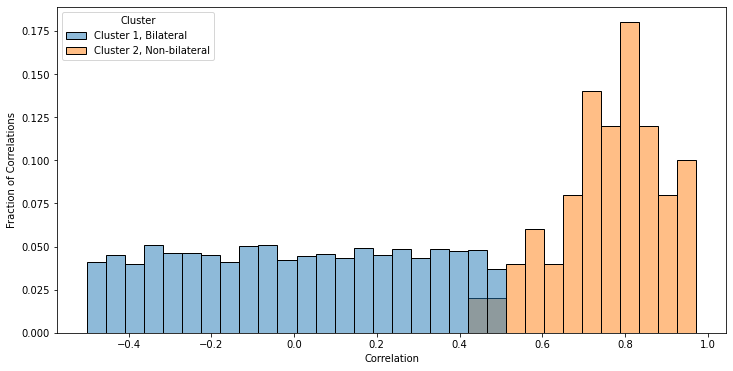 Cluster
Cluster 1, Bilateral
Cluster 2, Non-bilateral
Fraction of Correlations
0.175
0.150
0.125
0.100
0.075
0.050
0.025
0.000
−0.4 −0.2 0.0 0.2 0.4 0.6 0.8 1.0
Correlation